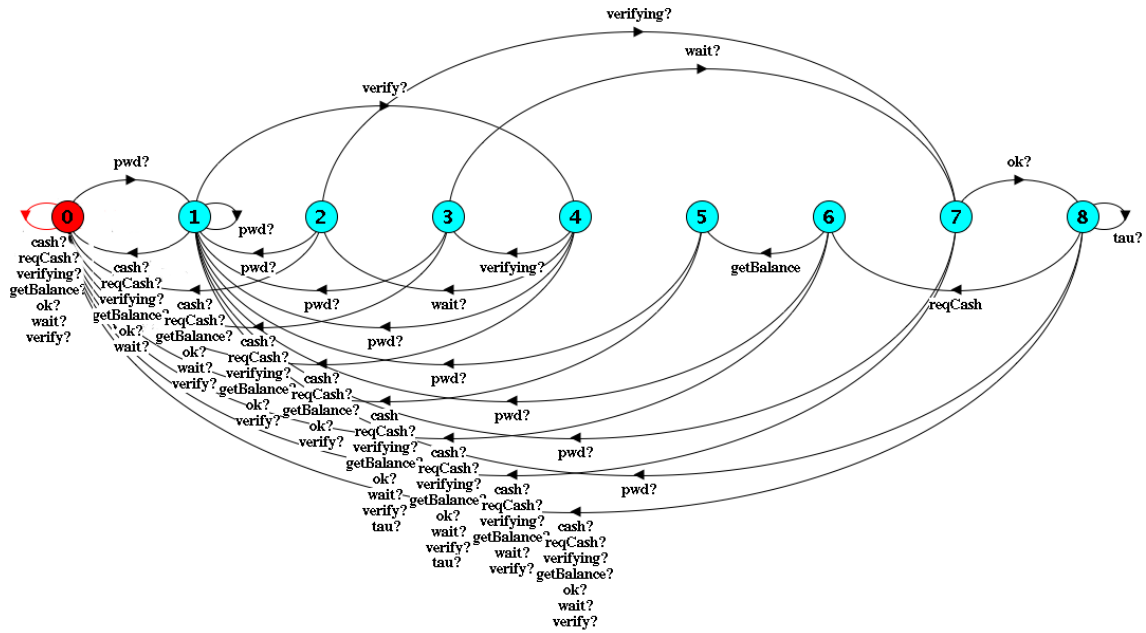 verifying?
wait?
verify?
pwd?
ok?
0
1
2
3
4
5
6
7
8
pwd?
tau?
cash?
reqCash?
verifying?
getBalance?
ok?
wait?
verify?
cash?
reqCash?
verifying?
getBalance?
ok?
wait?
pwd?
cash?
reqCash?
getBalance?
ok?
wait?
verify?
pwd?
cash?
reqCash?
verifying?
getBalance?
ok?
verify?
verifying?
wait?
pwd?
cash?
reqCash?
getBalance?
ok?
verify?
pwd?
cash
reqCash?
verifying?
getBalance?
ok?
wait?
verify?
tau?
getBalance
pwd?
cash?
reqCash?
verifying?
getBalance?
ok?
wait?
verify?
tau?
pwd?
cash?
reqCash?
verifying?
getBalance?
wait?
verify?
reqCash
pwd?
cash?
reqCash?
verifying?
getBalance?
ok?
wait?
verify?